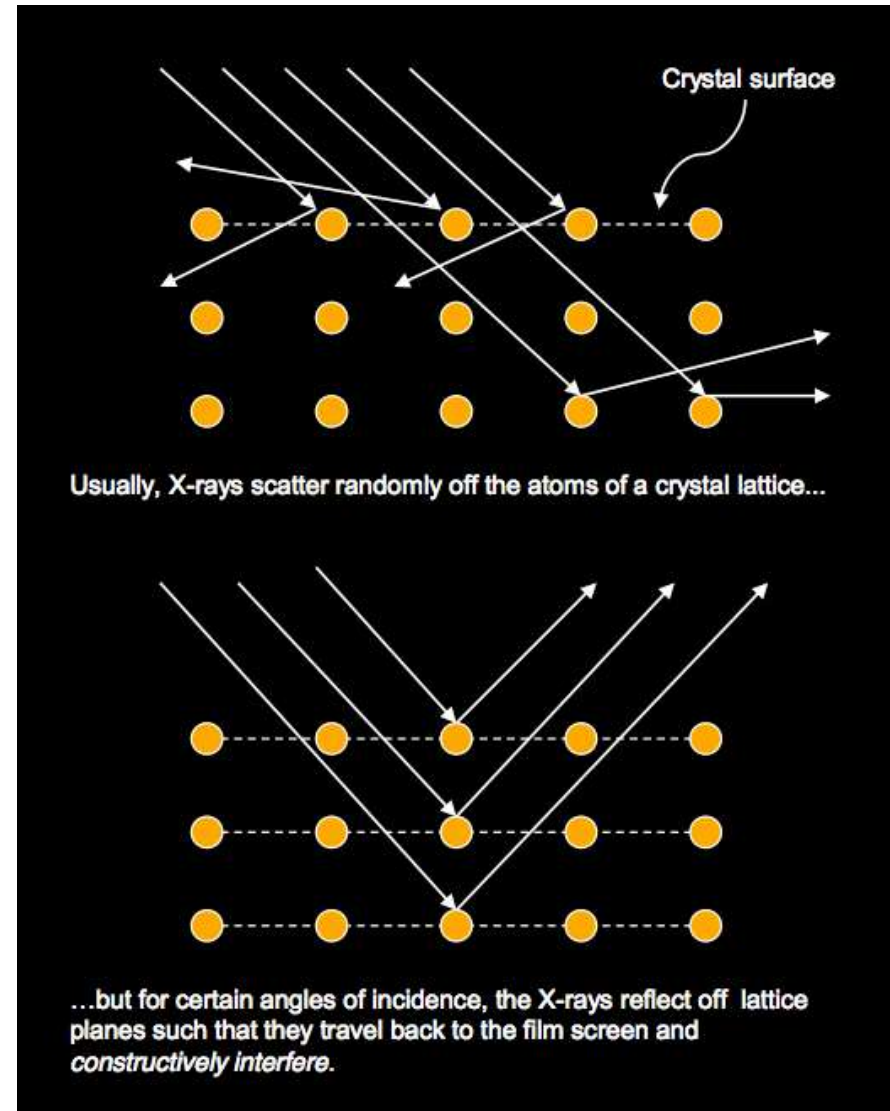 Crystal surface
Usually, X-rays scatter randomly off the atoms of a crystal lattice...
...but for certain angles of incidence, the X-rays reflect off lattice
planes such that they travel back to the film screen and
constructively interfere.